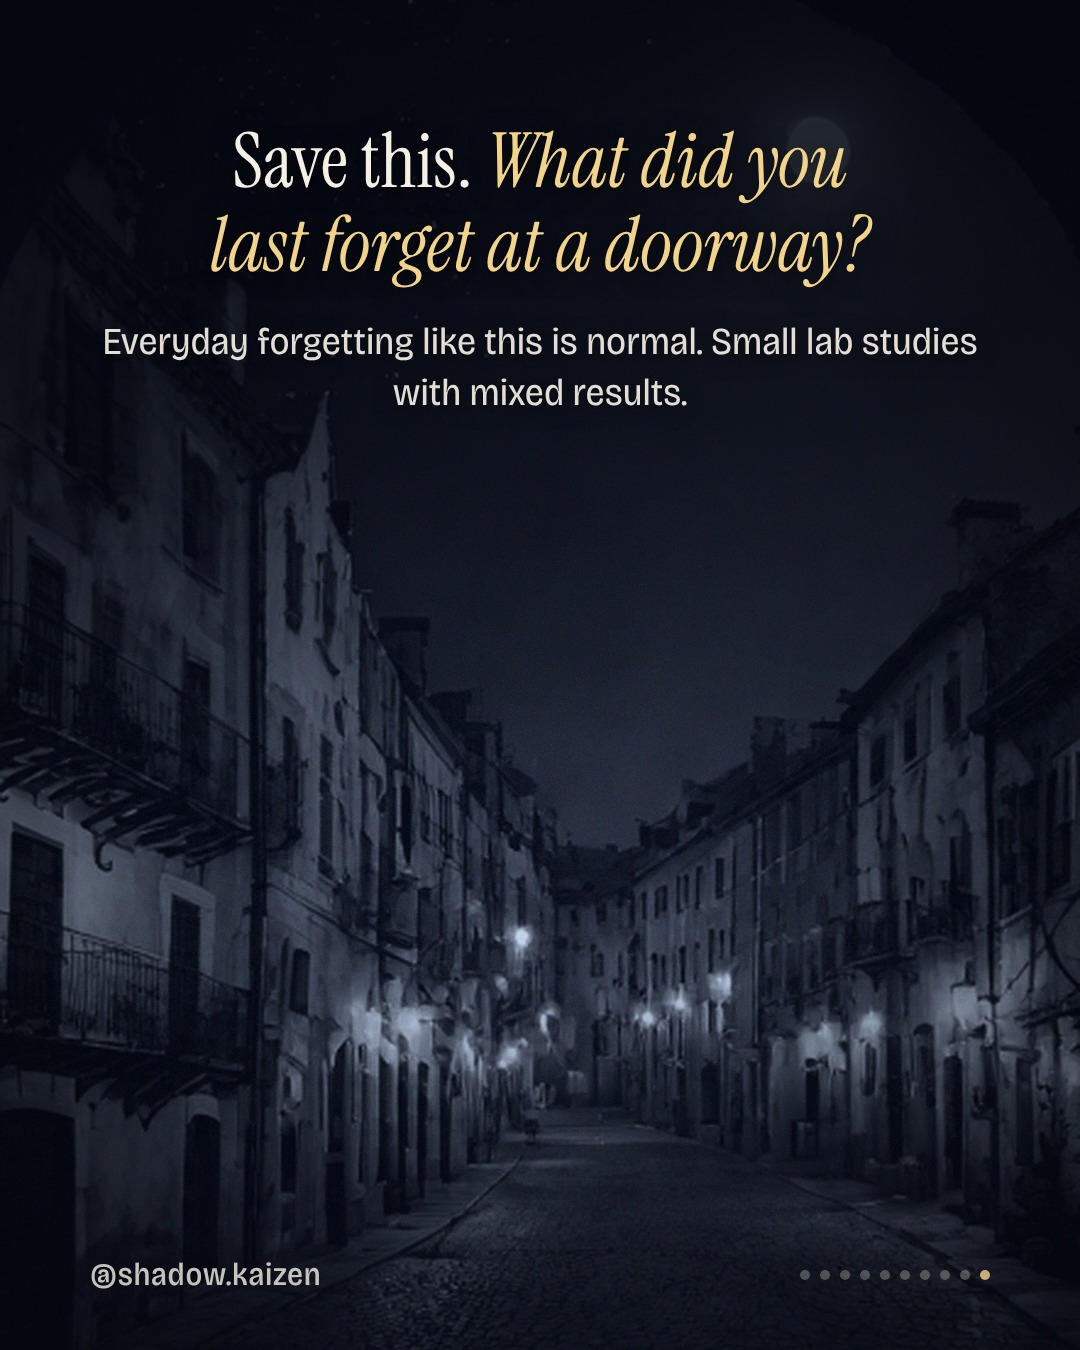 Save this. What did you
last forget at a doorway?
Everyday forgetting like this is normal. Small lab studies
with mixed results.
@shadow.kaizen